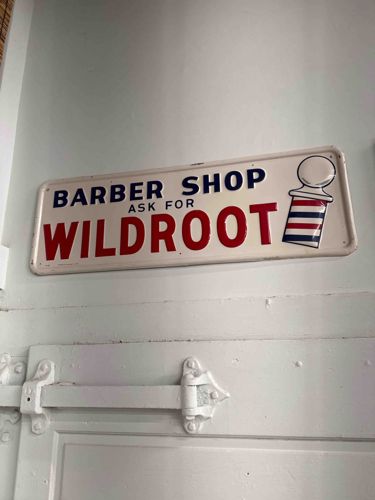 BARBER SHOP
ASK FOR
WILDROOT